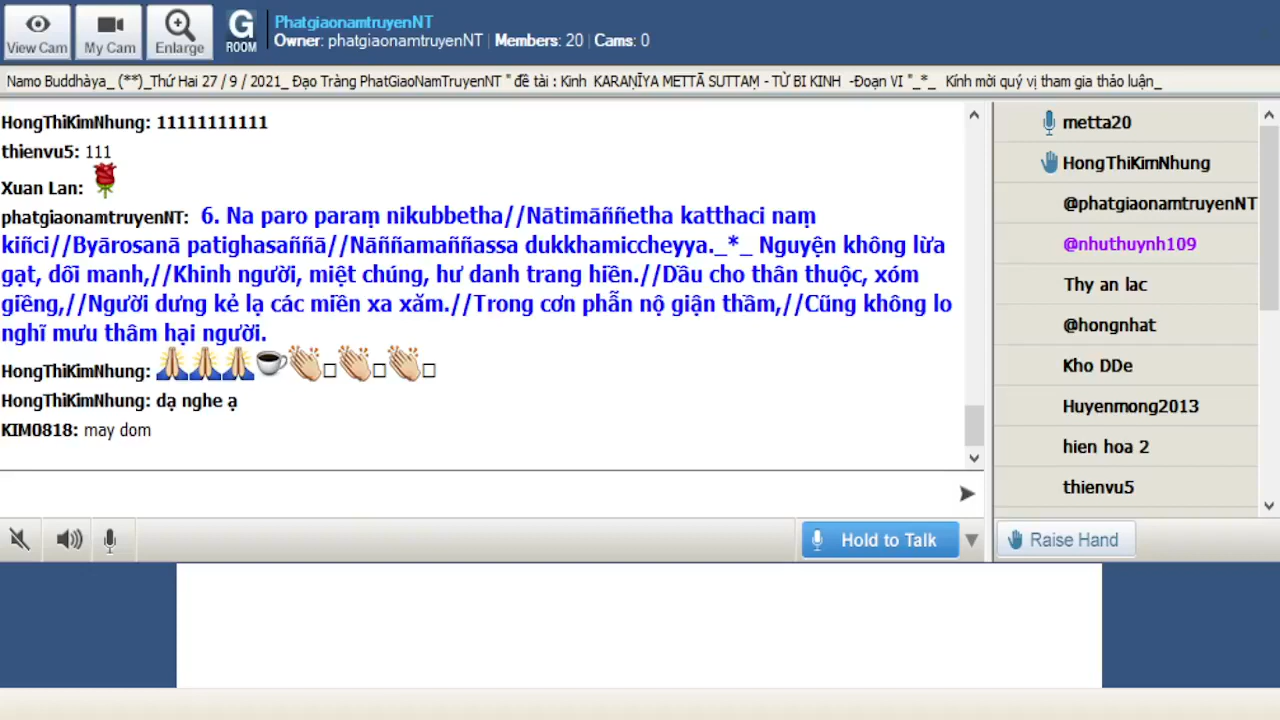 View Cam
My Cam
Enlarge
G
ROOM
PhatgiaonamtruyenNT
Owner: phatgiaonamtruyenNT | Members: 20 | Cams: 0
Namo Buddhàya_ (**)_Thứ Hai 27 / 9 / 2021_ Đạo Tràng PhatGiaoNamTruyenNT " đề tài : Kinh KARAṆĪYA METTĀ SUTTAṂ - TỪ BI KINH -Đoạn VI "_*_ Kính mời quý vị tham gia thảo luận_
HongThiKimNhung: 11111111111
thienvu5: 111
Xuan Lan:
phatgiaonamtruyenNT: 6. Na paro paraṃ nikubbetha//Nātimāññetha katthaci naṃ
kiñci//Byārosanā patighasaññā//Nāññamaññassa dukkhamiccheyya._*_ Nguyện không lừa
gạt, dối manh,//Khinh người, miệt chúng, hư danh trang hiền.//Dầu cho thân thuộc, xóm
giêng,//Người dưng kẻ lạ các miền xa xăm.//Trong cơn phẫn nộ giận thầm,//Cũng không lo
nghĩ mưu thâm hại người.
HongThiKimNhung:
HongThiKimNhung: dạ nghe ạ
KIM0818: may dom
Hold to Talk
metta20
HongThiKimNhung
@phatgiaonamtruyenNT
@nhuthuynh109
Thy an lac
@hongnhat
Kho DDe
Huyenmong2013
hien hoa 2
thienvu5
Raise Hand